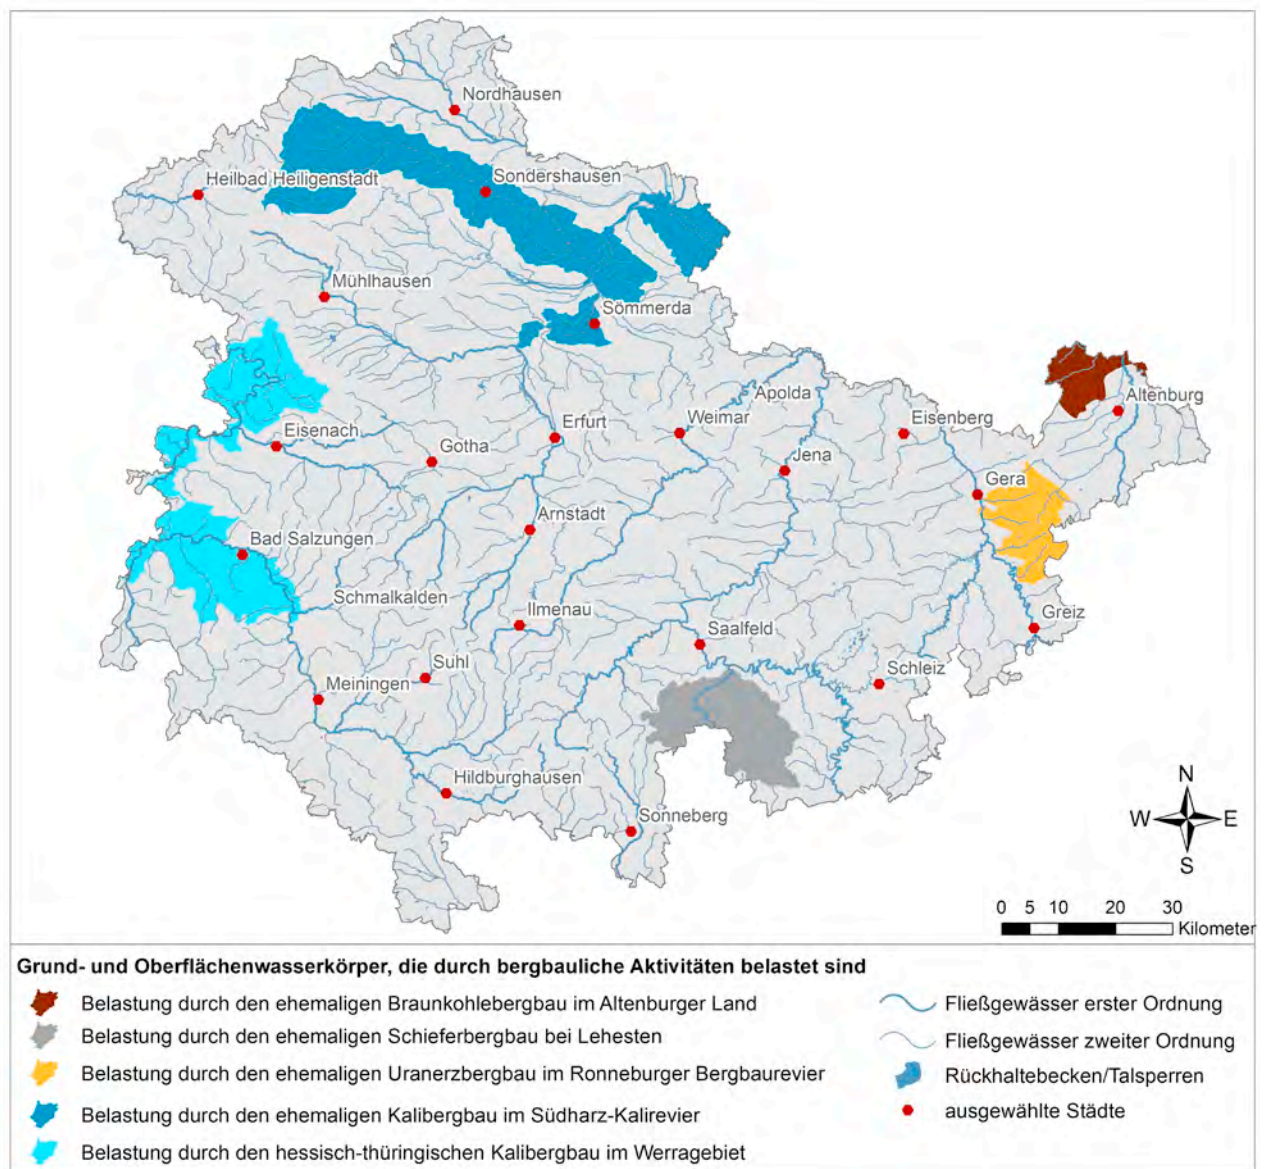 Nordhausen
Heilbad Heiligenstadt
Sondershausen
Mühlhausen
Sömmerda
Apolda
Altenburg
Eisenach
Gotha
Erfurt
Weimar
Eisenberg
Jena
Gera
Arnstadt
Bad Salzungen
Schmalkalden
Ilmenau
Greiz
Saalfeld
Suhl
Schleiz
Meiningen
Hildburghausen
Sonneberg
N
W E
S
0 5 10 20 30
Kilometer
Grund- und Oberflächenwasserkörper, die durch bergbauliche Aktivitäten belastet sind
Belastung durch den ehemaligen Braunkohlebergbau im Altenburger Land
Belastung durch den ehemaligen Schieferbergbau bei Lehesten
Belastung durch den ehemaligen Uranerzbergbau im Ronneburger Bergbaurevier
Belastung durch den ehemaligen Kalibergbau im Südharz-Kalirevier
Belastung durch den hessisch-thüringischen Kalibergbau im Werragebiet
Fließgewässer erster Ordnung
Fließgewässer zweiter Ordnung
Rückhaltebecken/Talsperren
ausgewählte Städte